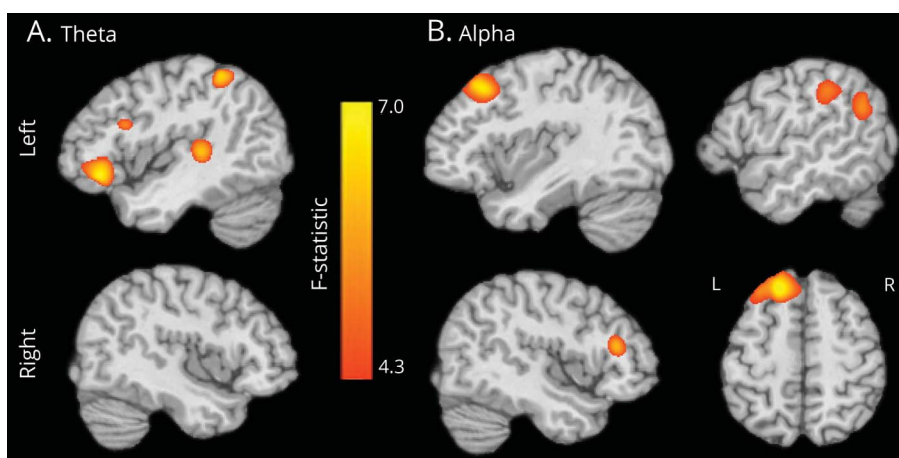 A. Theta
B. Alpha
Left
7.0
F-statistic
4.3
L
R
Right